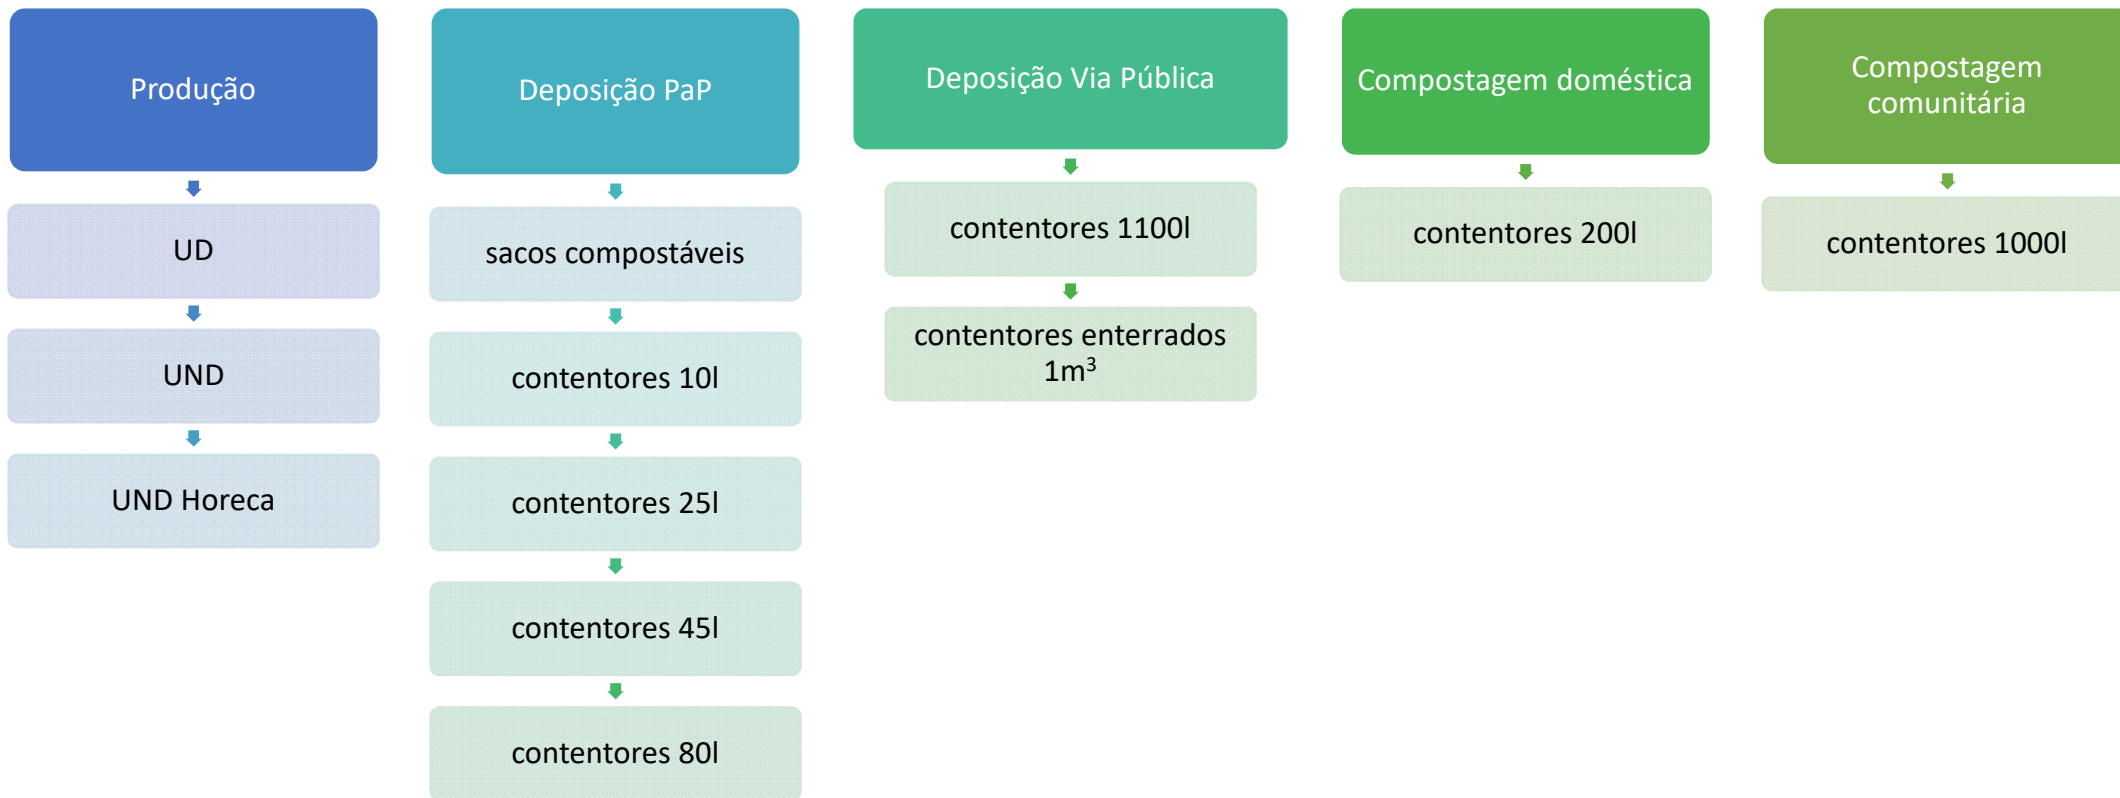 Produção
UD
UND
UND Horeca
Deposição PaP
sacos compostáveis
contentores 10l
contentores 25l
contentores 45l
contentores 80l
Deposição Via Pública
contentores 1100l
contentores enterrados
1m³
Compostagem doméstica
contentores 200l
Compostagem
comunitária
contentores 1000l